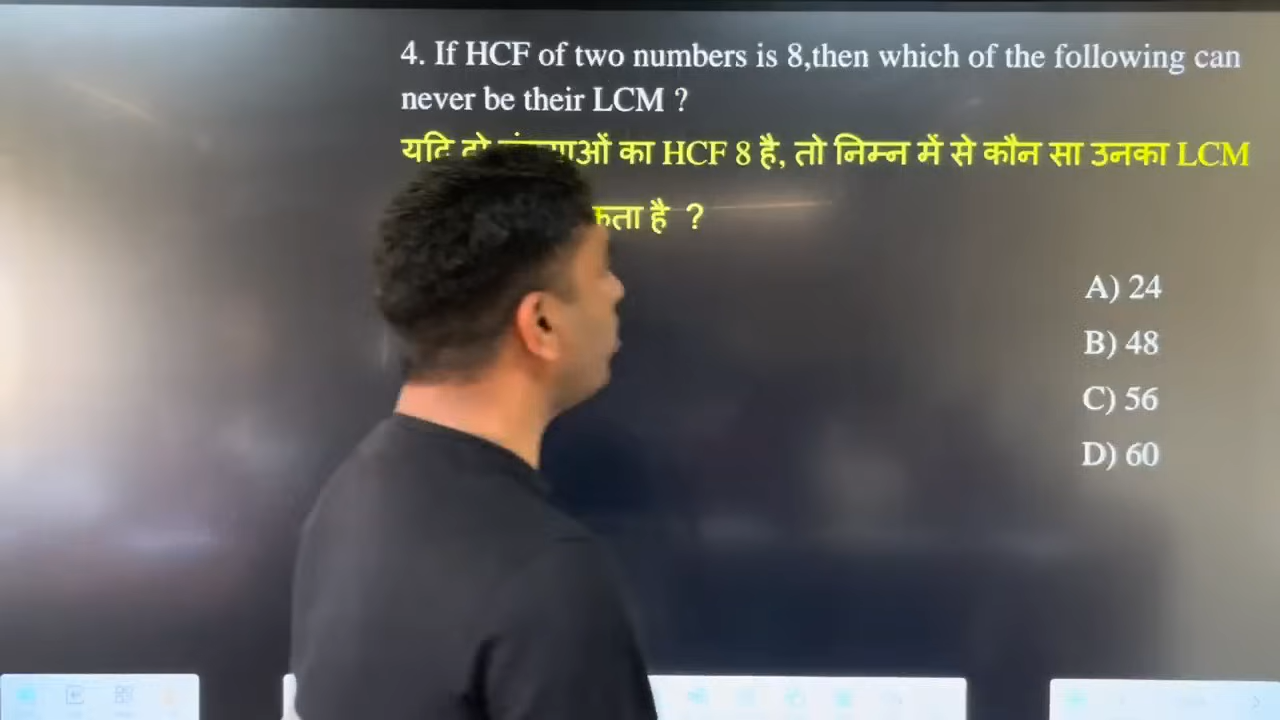 4. If HCF of two numbers is 8,then which of the following can
never be their LCM ?
का HCF 8 है, तो निम्न में से कौन सा उनका LCM
है ?
A) 24
B) 48
C) 56
D) 60